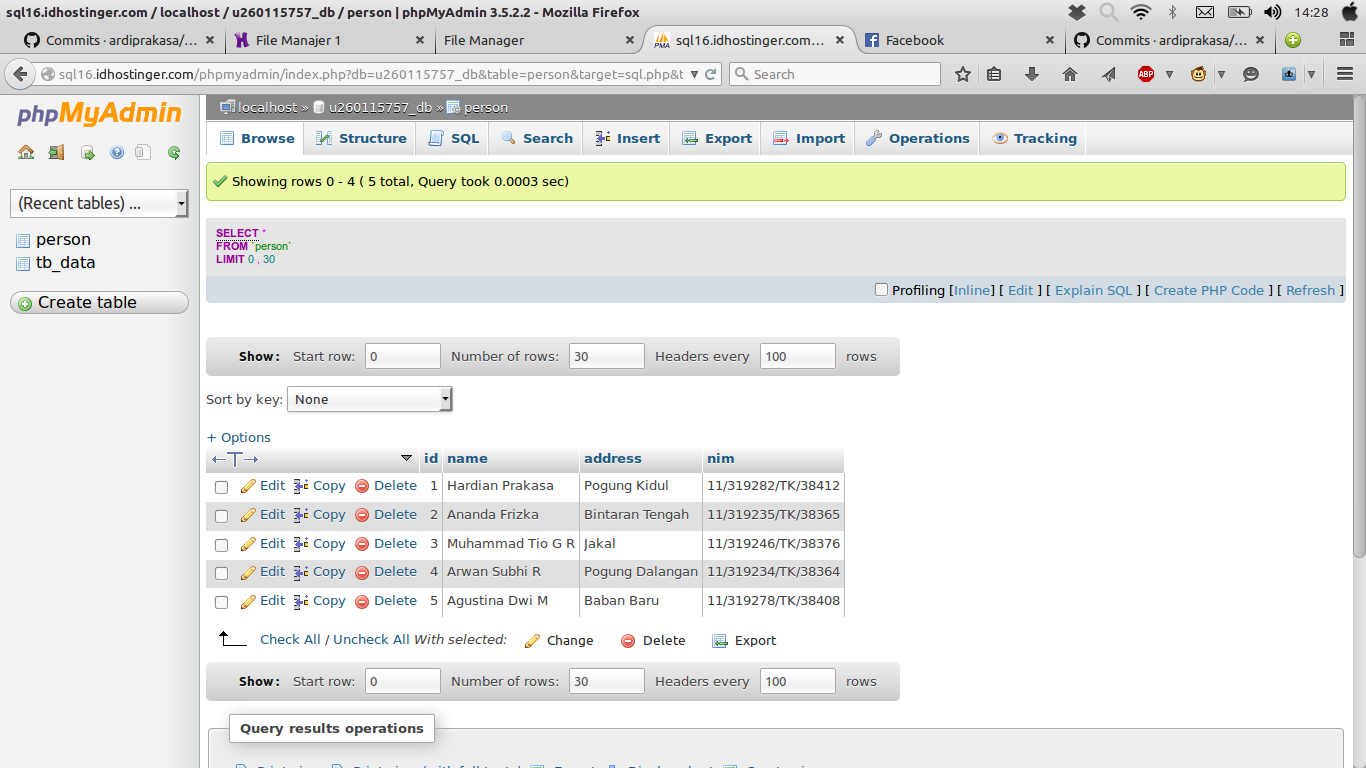 sql16.idhostinger.com / localhost / u260115757_db / person | phpMyAdmin 3.5.2.2 - Mozilla Firefox 14:28
Commits · ardiprakasa/... × File Manajer 1 × File Manager × sql16.idhostinger.com... × Facebook × Commits · ardiprakasa/... ×
sql16.idhostinger.com/phpmyadmin/index.php?db=u260115757_db&table=person&target=sql.php&t Search ABP
phpMyAdmin
(Recent tables) ...
person
tb_data
Create table
localhost » u260115757_db » person
Browse Structure SQL Search Insert Export Import Operations Tracking
Showing rows 0 - 4 ( 5 total, Query took 0.0003 sec)
SELECT *
FROM `person`
LIMIT 0 , 30
Profiling [Inline] [ Edit ] [ Explain SQL ] [ Create PHP Code ] [ Refresh ]
Show: Start row: 0 Number of rows: 30 Headers every 100 rows
Sort by key: None
+ Options
←T→ id name address nim
Edit Copy Delete 1 Hardian Prakasa Pogung Kidul 11/319282/TK/38412
Edit Copy Delete 2 Ananda Frizka Bintaran Tengah 11/319235/TK/38365
Edit Copy Delete 3 Muhammad Tio G R Jakal 11/319246/TK/38376
Edit Copy Delete 4 Arwan Subhi R Pogung Dalangan 11/319234/TK/38364
Edit Copy Delete 5 Agustina Dwi M Baban Baru 11/319278/TK/38408
Check All / Uncheck All With selected: Change Delete Export
Show: Start row: 0 Number of rows: 30 Headers every 100 rows
Query results operations